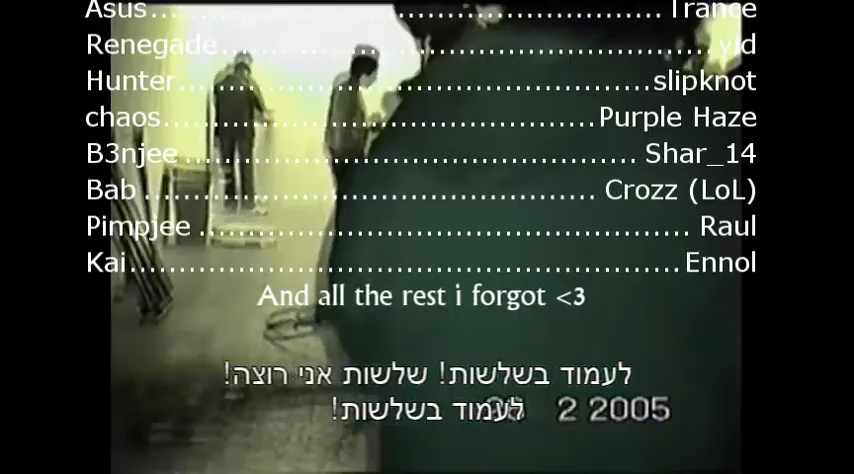 Asus........................................ Trance
Renegade........................................yid
Hunter.....................................slipknot
chaos..................................Purple Haze
B3njee ................................... Shar_14
Bab .................................. Crozz (LoL)
Pimpjee ....................................... Raul
Kai...........................................Ennol
And all the rest i forgot <3
לעמוד בשלשות! שלשות אני רוצה!
לעמוד בשלשות!
2 2005